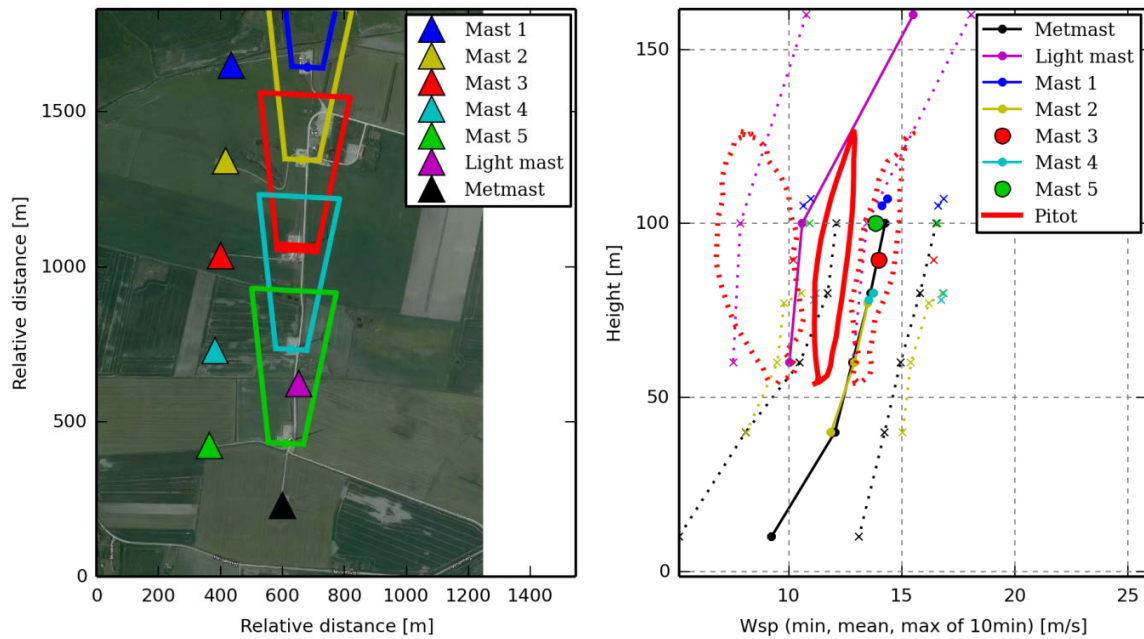 Mast 1
Mast 2
Mast 3
Mast 4
Mast 5
Light mast
Metmast
1500
1000
500
0
Relative distance [m]
0 200 400 600 800 1000 1200 1400
Relative distance [m]
Metmast
Light mast
Mast 1
Mast 2
Mast 3
Mast 4
Mast 5
Pitot
150
100
50
0
Height [m]
10 15 20 25
Wsp (min, mean, max of 10min) [m/s]